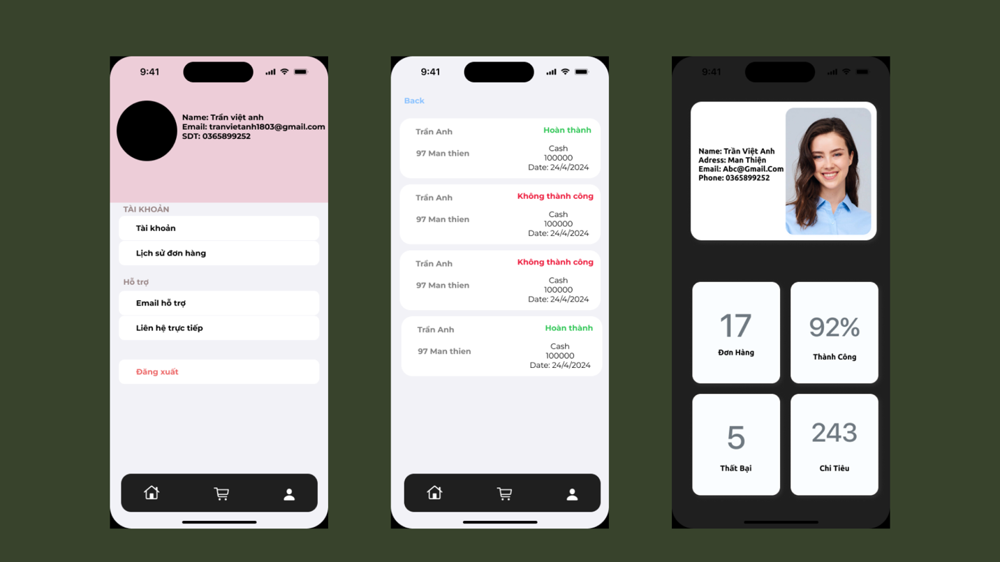 9:41
Name: Trần việt anh
Email: tranvietanh1803@gmail.com
SDT: 0365899252
TÀI KHOẢN
Tài khoản
Lịch sử đơn hàng
Hỗ trợ
Email hỗ trợ
Liên hệ trực tiếp
Đăng xuất
9:41
Back
Trần Anh
Hoàn thành
97 Man thien
Cash
100000
Date: 24/4/2024
Trần Anh
Không thành công
97 Man thien
Cash
100000
Date: 24/4/2024
Trần Anh
Không thành công
97 Man thien
Cash
100000
Date: 24/4/2024
Trần Anh
Hoàn thành
97 Man thien
Cash
100000
Date: 24/4/2024
9:41
Name: Trần Việt Anh
Adress: Man Thiện
Email: Abc@Gmail.Com
Phone: 0365899252
17
Đơn Hàng
92%
Thành Công
5
Thất Bại
243
Chi Tiêu